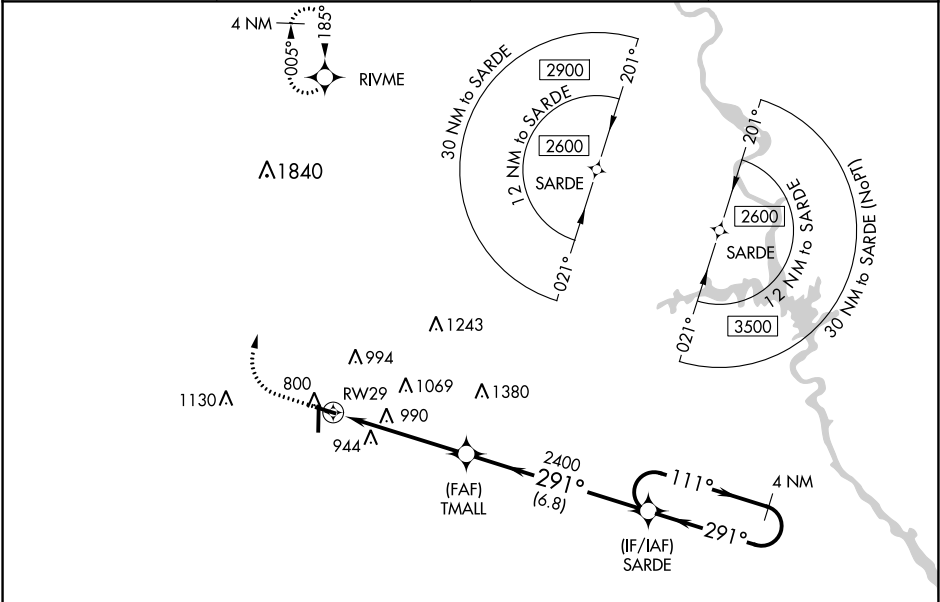 4 NM
185°
005°
RIVME
1840
30 NM to SARDE
2900
201°
12 NM to SARDE
2600
SARDE
021°
201°
30 NM to SARDE (NoPT)
2600
12 NM to SARDE
SARDE
021°
3500
1243
994
1130
800
RW29
1069
1380
990
944
(FAF)
TMALL
2400
291°
(6.8)
111°
4 NM
291°
(IF/IAF)
SARDE